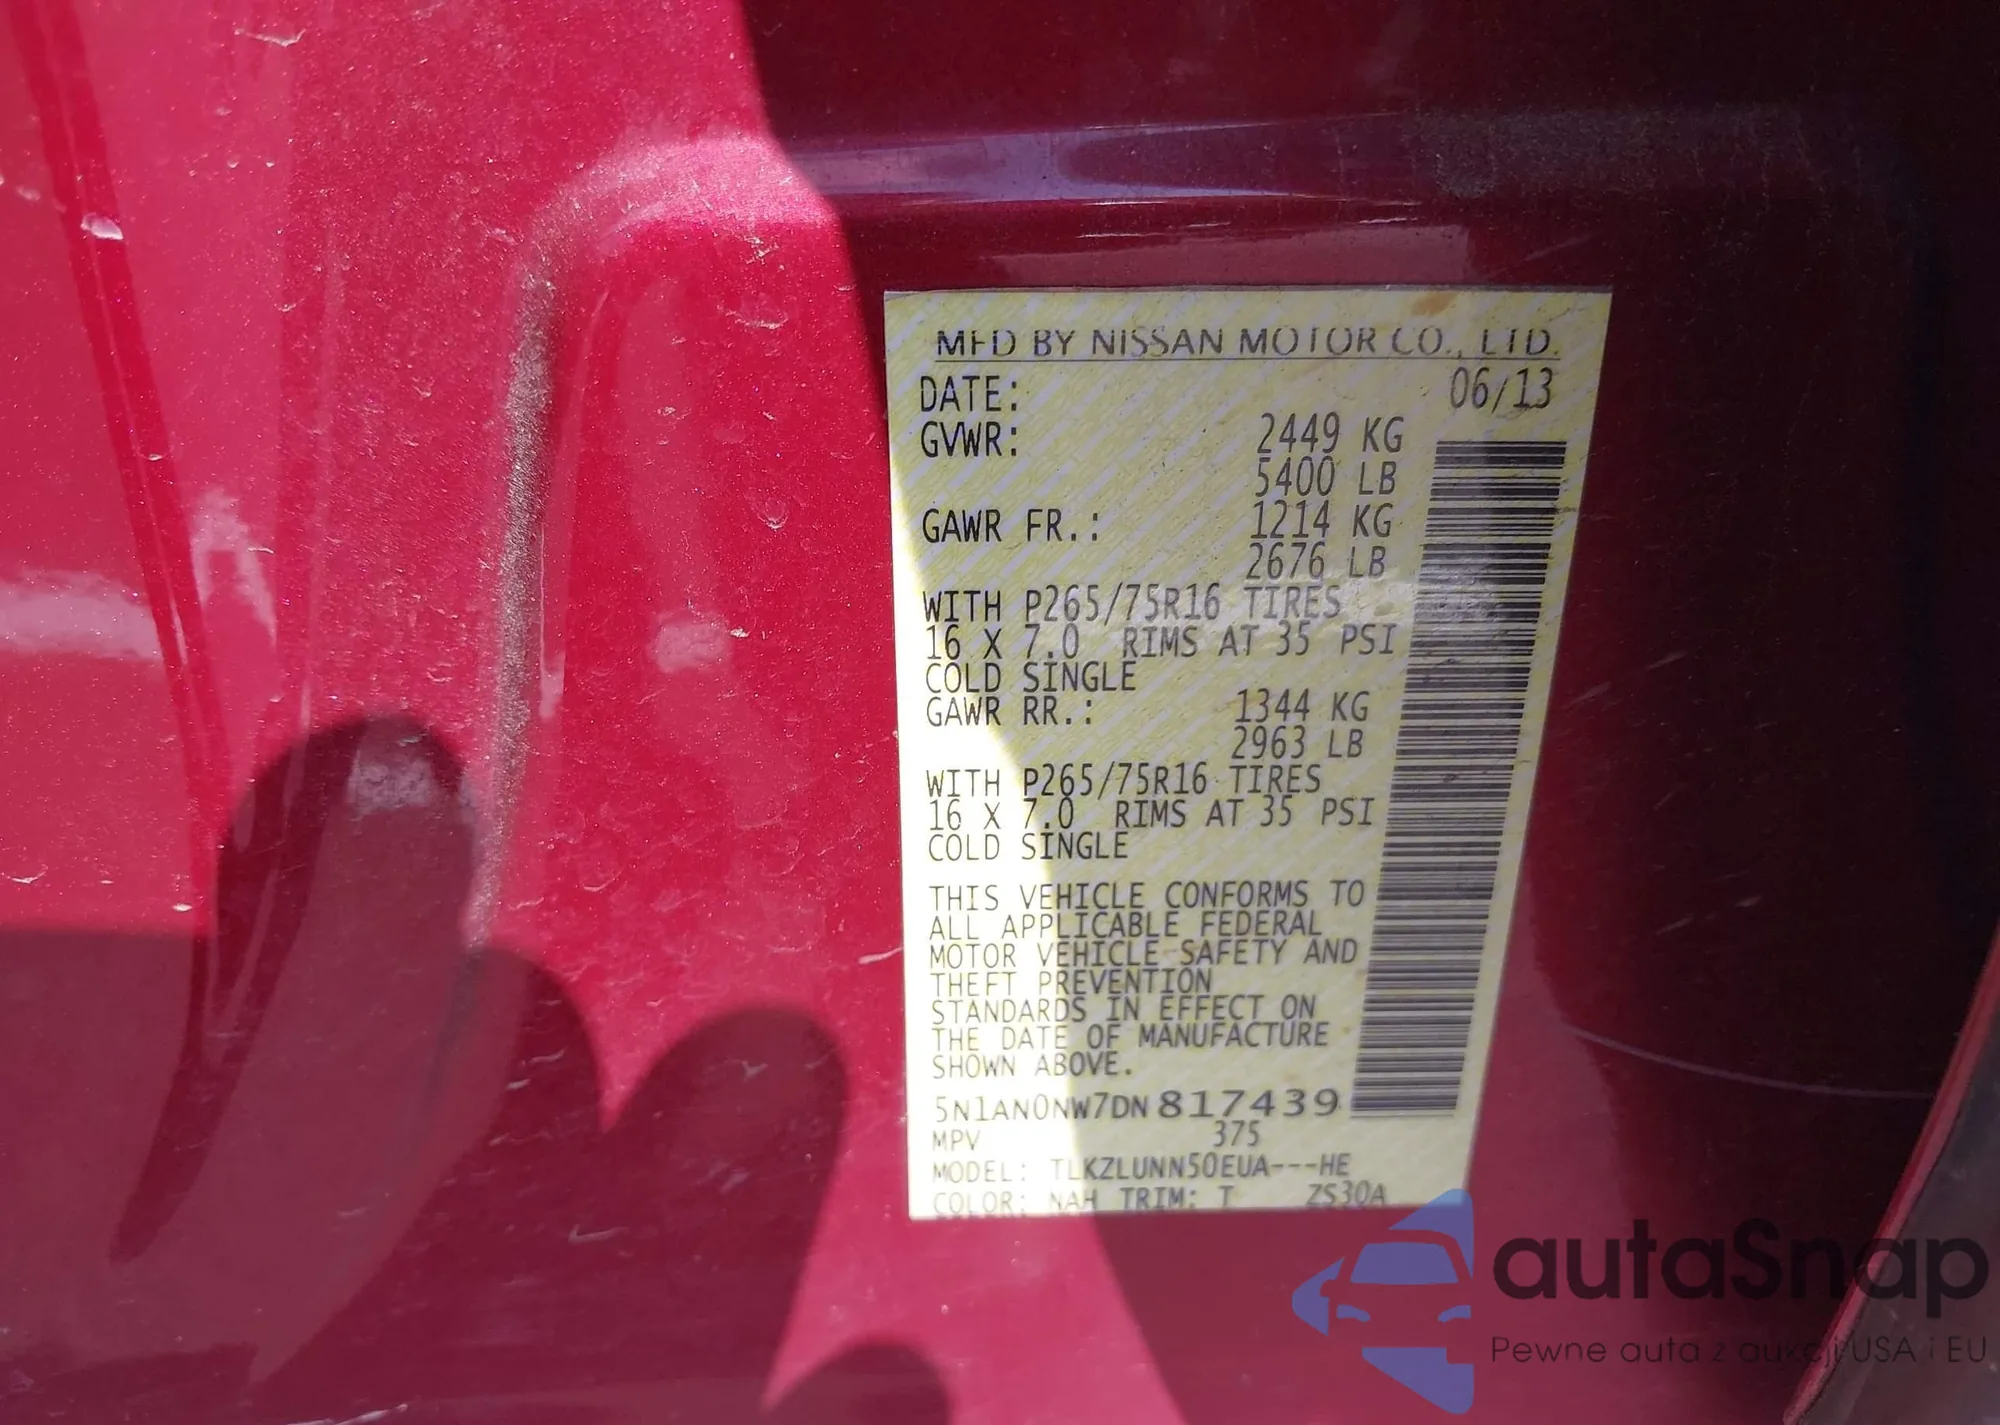 MFD BY NISSAN MOTOR CO., LTD.
DATE: 06/13
GVWR: 2449 KG
5400 LB
GAWR FR.: 1214 KG
2676 LB
WITH P265/75R16 TIRES
16 X 7.0 RIMS AT 35 PSI
COLD SINGLE
GAWR RR.: 1344 KG
2963 LB
WITH P265/75R16 TIRES
16 X 7.0 RIMS AT 35 PSI
COLD SINGLE
THIS VEHICLE CONFORMS TO
ALL APPLICABLE FEDERAL
MOTOR VEHICLE SAFETY AND
THEFT PREVENTION
STANDARDS IN EFFECT ON
THE DATE OF MANUFACTURE
SHOWN ABOVE.
5N1AN0NW7DN817439
MPV 375
MODEL: TLKZLUNN50EUA---HE
COLOR: NAH TRIM: T ZS30A
autaSnap
Pewne auta z aukcji USA i EU